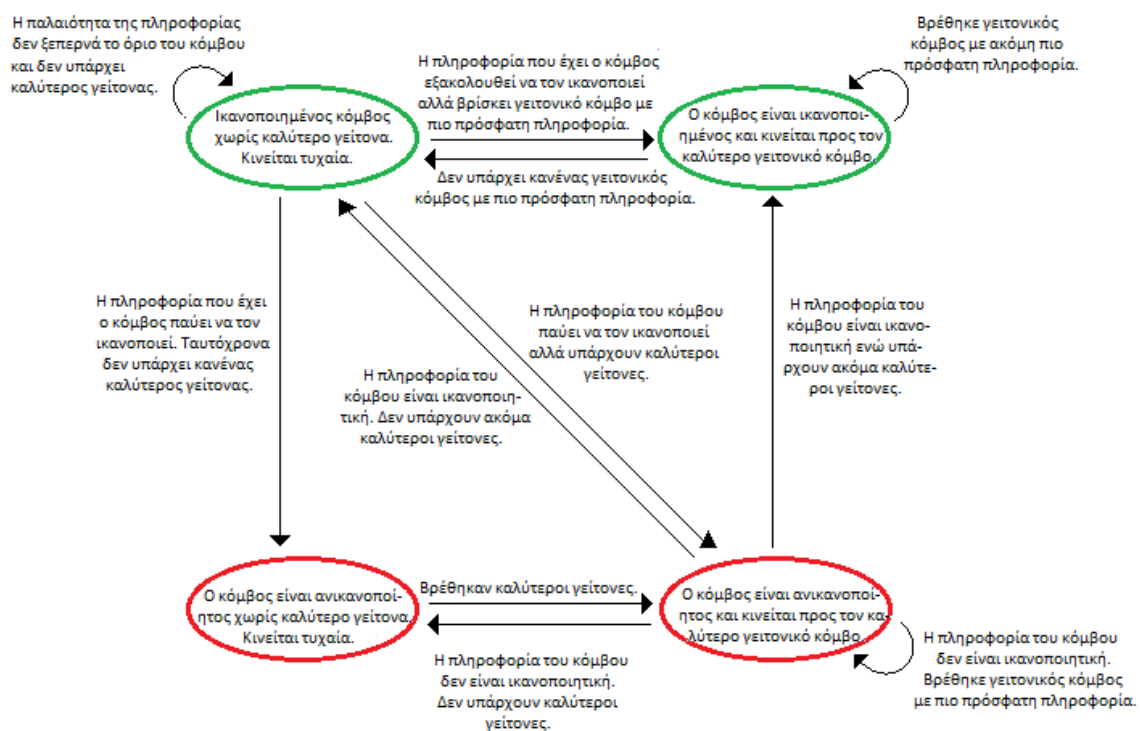 Η παλαιότητα της πληροφορίας
δεν ξεπερνά το όριο του κόμβου
και δεν υπάρχει
καλύτερος γείτονας.
Η πληροφορία που έχει ο κόμβος
εξακολουθεί να τον ικανοποιεί
αλλά βρίσκει γειτονικό κόμβο με
πιο πρόσφατη πληροφορία.
Βρέθηκε γειτονικός
κόμβος με ακόμη πιο
πρόσφατη πληροφορία.
Ικανοποιημένος κόμβος
χωρίς καλύτερο γείτονα.
Κινείται τυχαία.
Ο κόμβος είναι ικανοποι-
ημένος και κινείται προς τον
καλύτερο γειτονικό κόμβο.
Δεν υπάρχει κανένας γειτονικός
κόμβος με πιο πρόσφατη πληροφορία.
Η πληροφορία που έχει
ο κόμβος παύει να τον
ικανοποιεί. Ταυτόχρονα
δεν υπάρχει κανένας
καλύτερος γείτονας.
Η πληροφορία του κόμβου
παύει να τον ικανοποιεί
αλλά υπάρχουν καλύτεροι
γείτονες.
Η πληροφορία του
κόμβου είναι ικανο-
ποιητική ενώ υπά-
ρχουν ακόμα καλύτε-
ροι γείτονες.
Η πληροφορία του
κόμβου είναι ικανοποιη-
τική. Δεν υπάρχουν ακόμα
καλύτεροι γείτονες.
Ο κόμβος είναι ανικανοποί-
ητος χωρίς καλύτερο γείτονα.
Κινείται τυχαία.
Βρέθηκαν καλύτεροι γείτονες.
Ο κόμβος είναι ανικανοποί-
ητος και κινείται προς τον κα-
λύτερο γειτονικό κόμβο.
Η πληροφορία του κόμβου
δεν είναι ικανοποιητική.
Δεν υπάρχουν καλύτεροι
γείτονες.
Η πληροφορία του κόμβου
δεν είναι ικανοποιητική.
Βρέθηκε γειτονικός κόμβος
με πιο πρόσφατη πληροφορία.